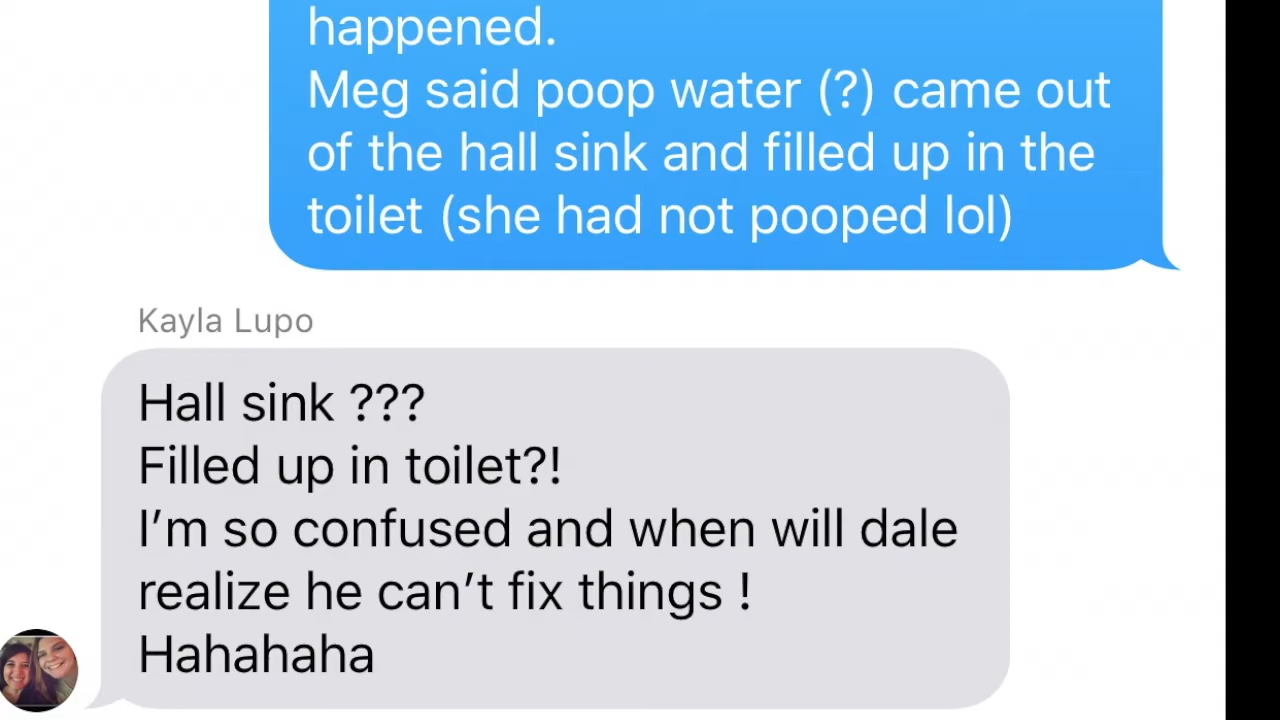 happened.
Meg said poop water (?) came out
of the hall sink and filled up in the
toilet (she had not pooped lol)
Kayla Lupo
Hall sink ???
Filled up in toilet?!
I’m so confused and when will dale
realize he can’t fix things !
Hahahaha